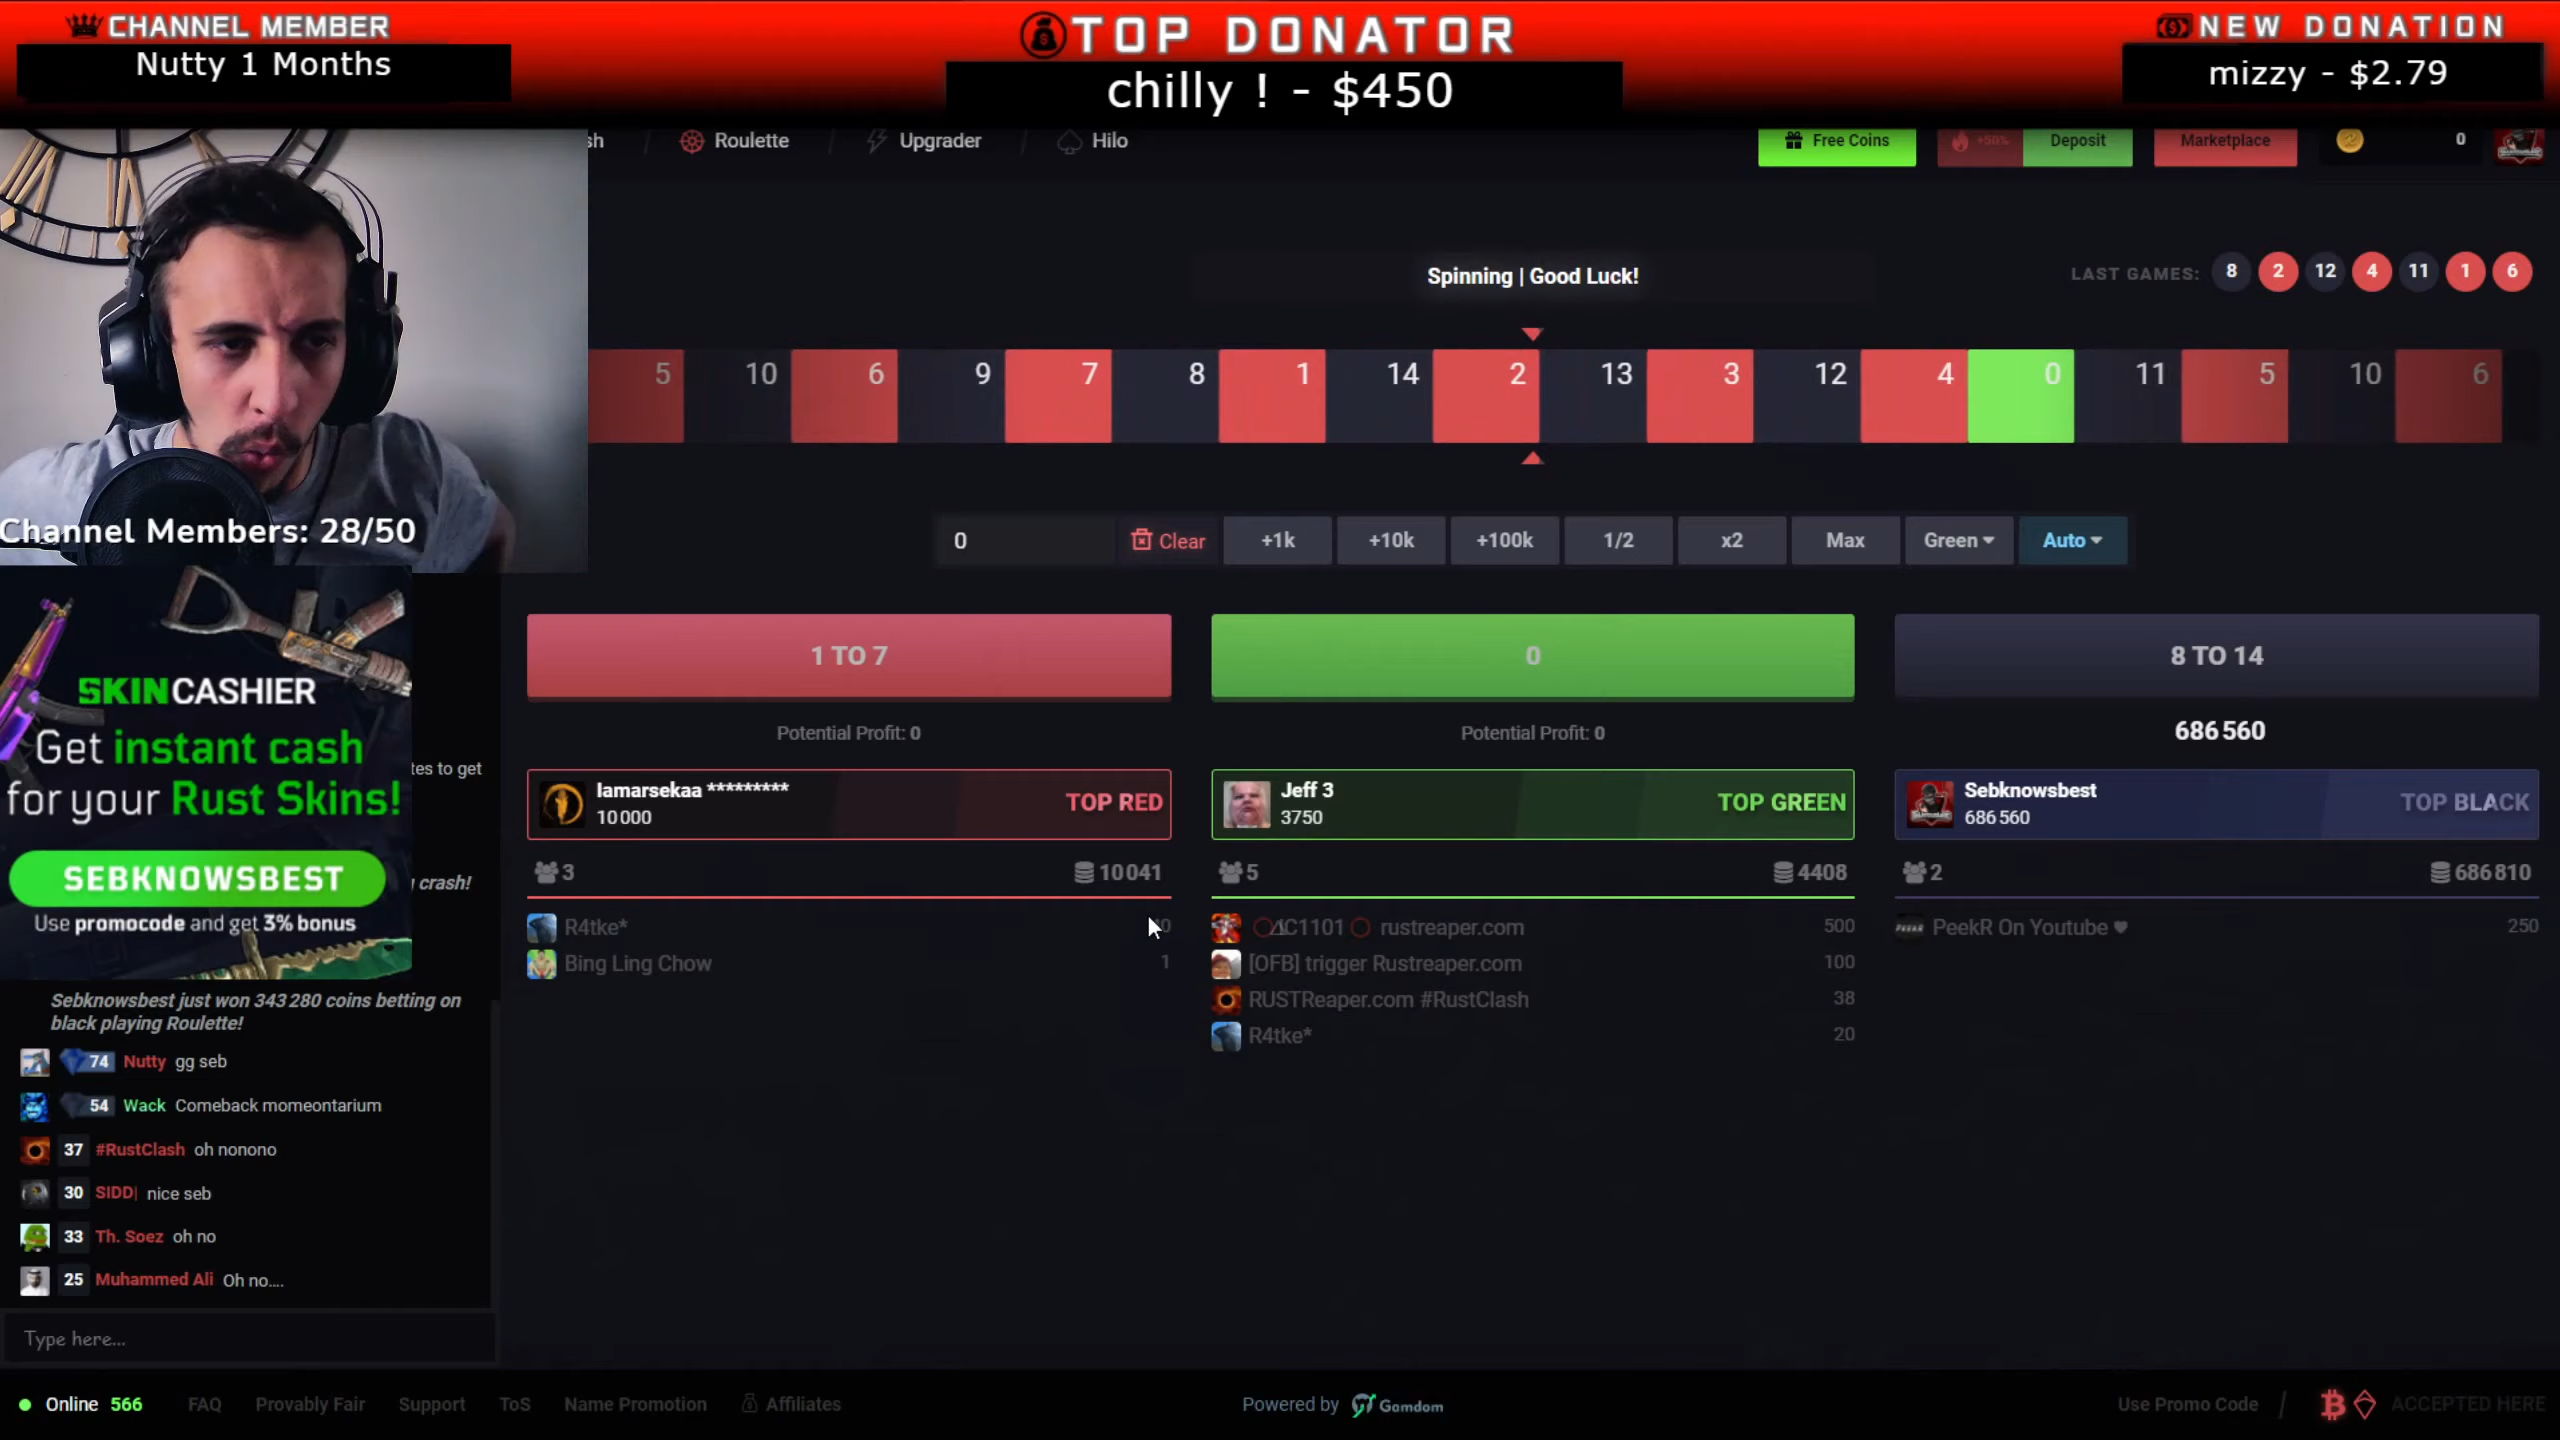 CHANNEL MEMBER
Nutty 1 Months
TOP DONATOR
chilly ! - $450
NEW DONATION
mizzy - $2.79
Roulette
Upgrader
Hilo
Free Coins
+50%
Deposit
Marketplace
0
Spinning | Good Luck!
LAST GAMES: 8 2 12 4 11 1 6
5 10 6 9 7 8 1 14 2 13 3 12 4 0 11 5 10 6
Channel Members: 28/50
0 Clear +1k +10k +100k 1/2 x2 Max Green Auto
1 TO 7
Potential Profit: 0
Iamarsekaa *********
10 000
TOP RED
3 10 041
R4tke*
Bing Ling Chow 1
0
Potential Profit: 0
Jeff 3
3750
TOP GREEN
5 4408
C1101 rustreaper.com 500
[OFB] trigger Rustreaper.com 100
RUSTReaper.com #RustClash 38
R4tke* 20
8 TO 14
686 560
Sebknowsbest
686 560
TOP BLACK
2 686 810
PeekR On Youtube ♥ 250
SKINCASHIER
Get instant cash
for your Rust Skins!
SEBKNOWSBEST
Use promocode and get 3% bonus
tes to get
crash!
Sebknowsbest just won 343 280 coins betting on
black playing Roulette!
74 Nutty gg seb
54 Wack Comeback momeontarium
37 #RustClash oh nonono
30 SIDD| nice seb
33 Th. Soez oh no
25 Muhammed Ali Oh no....
Type here...
Online 566
FAQ
Provably Fair
Support
ToS
Name Promotion
Affiliates
Powered by Gamdom
Use Promo Code /
ACCEPTED HERE